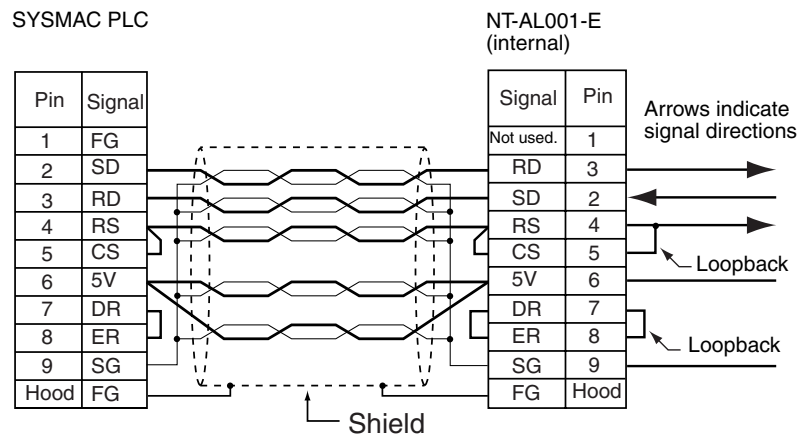 SYSMAC PLC
NT-AL001-E
(internal)
Pin Signal
1 FG
2 SD
3 RD
4 RS
5 CS
6 5V
7 DR
8 ER
9 SG
Hood FG
Signal Pin
Not used. 1
RD 3
SD 2
RS 4
CS 5
5V 6
DR 7
ER 8
SG 9
FG Hood
Arrows indicate
signal directions
Loopback
Loopback
Shield